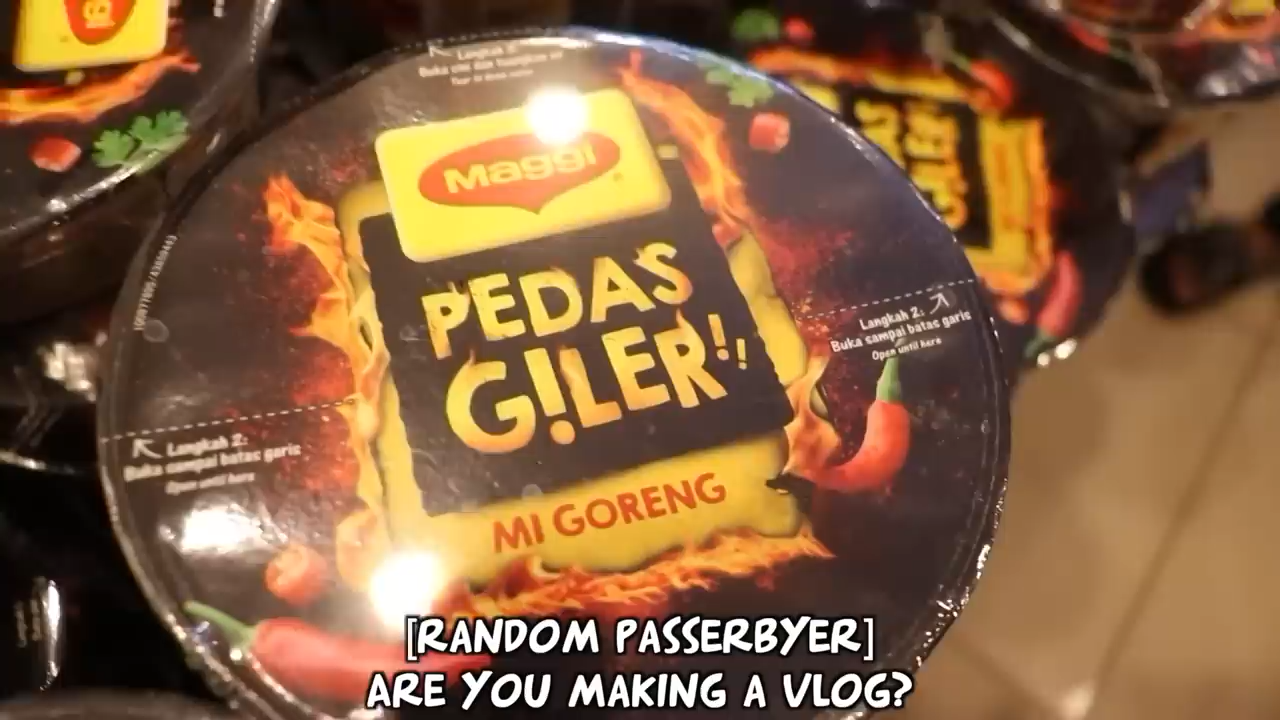 Buka
Maggi
PEDAS
G!LER!!
Langkah 2:
Buka sampai batas garis
Open until here
Langkah 2:
Buka sampai batas garis
Open until here
MI GORENG
[RANDOM PASSERBYER]
ARE YOU MAKING A VLOG?